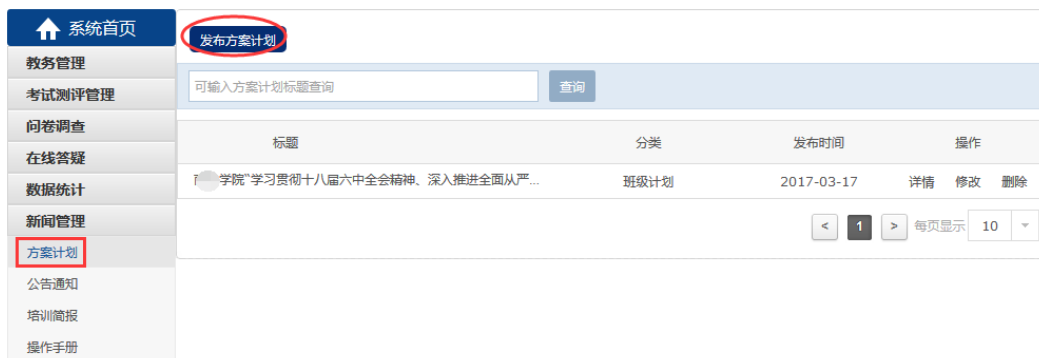 系统首页
教务管理
考试测评管理
问卷调查
在线答疑
数据统计
新闻管理
方案计划
公告通知
培训简报
操作手册
发布方案计划
可输入方案计划标题查询 查询
标题 分类 发布时间 操作
学院“学习贯彻十八届六中全会精神、深入推进全面从严... 班级计划 2017-03-17 详情 修改 删除
< 1 > 每页显示 10